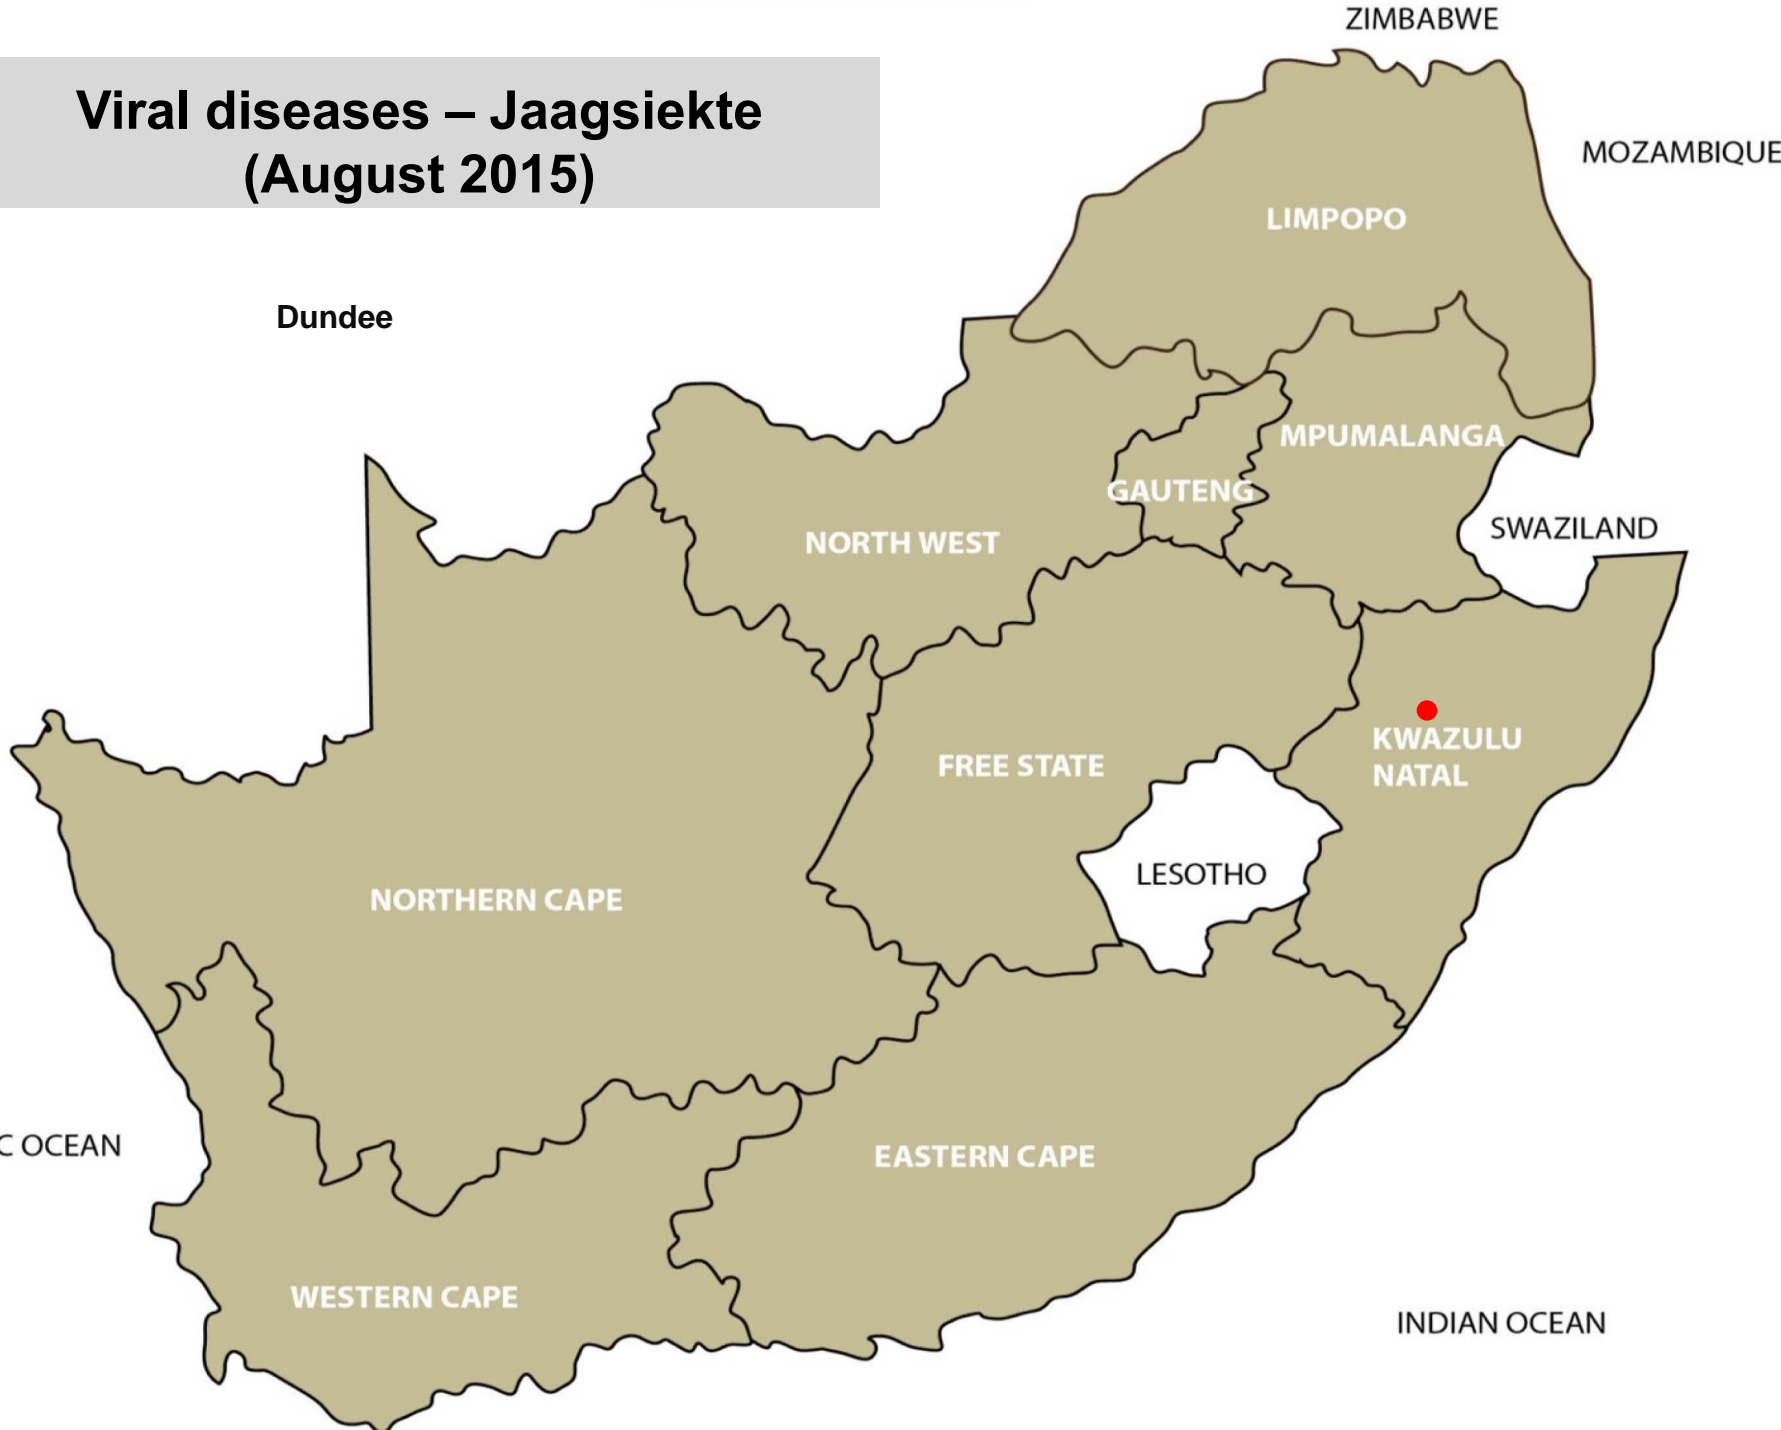 ZIMBABWE
Viral diseases – Jaagsiekte
(August 2015)
MOZAMBIQUE
LIMPOPO
Dundee
MPUMALANGA
GAUTENG
SWAZILAND
NORTH WEST
KWAZULU
NATAL
FREE STATE
LESOTHO
NORTHERN CAPE
C OCEAN
EASTERN CAPE
WESTERN CAPE
INDIAN OCEAN